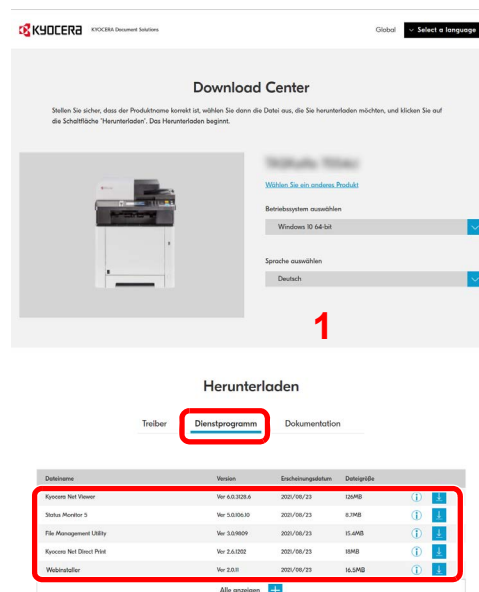 KYOCERA KYOCERA Document Solutions Global Select a language
Download Center
Stellen Sie sicher, dass der Produktname korrekt ist, wählen Sie dann die Datei aus, die Sie herunterladen möchten, und klicken Sie auf
die Schaltfläche 'Herunterladen'. Das Herunterladen beginnt.
Wählen Sie ein anderes Produkt
Betriebssystem auswählen
Windows 10 64-bit
Sprache auswählen
Deutsch
1
Herunterladen
Treiber Dienstprogramm Dokumentation
Dateiname Version Erscheinungsdatum Dateigröße
Kyocera Net Viewer Ver 6.0.3128.6 2021/08/23 126MB
Status Monitor 5 Ver 5.0.106.10 2021/08/23 8.7MB
File Management Utility Ver 3.0.9809 2021/08/23 15.4MB
Kyocera Net Direct Print Ver 2.6.1202 2021/08/23 18MB
Webinstaller Ver 2.0.11 2021/08/23 16.5MB
Alle anzeigen